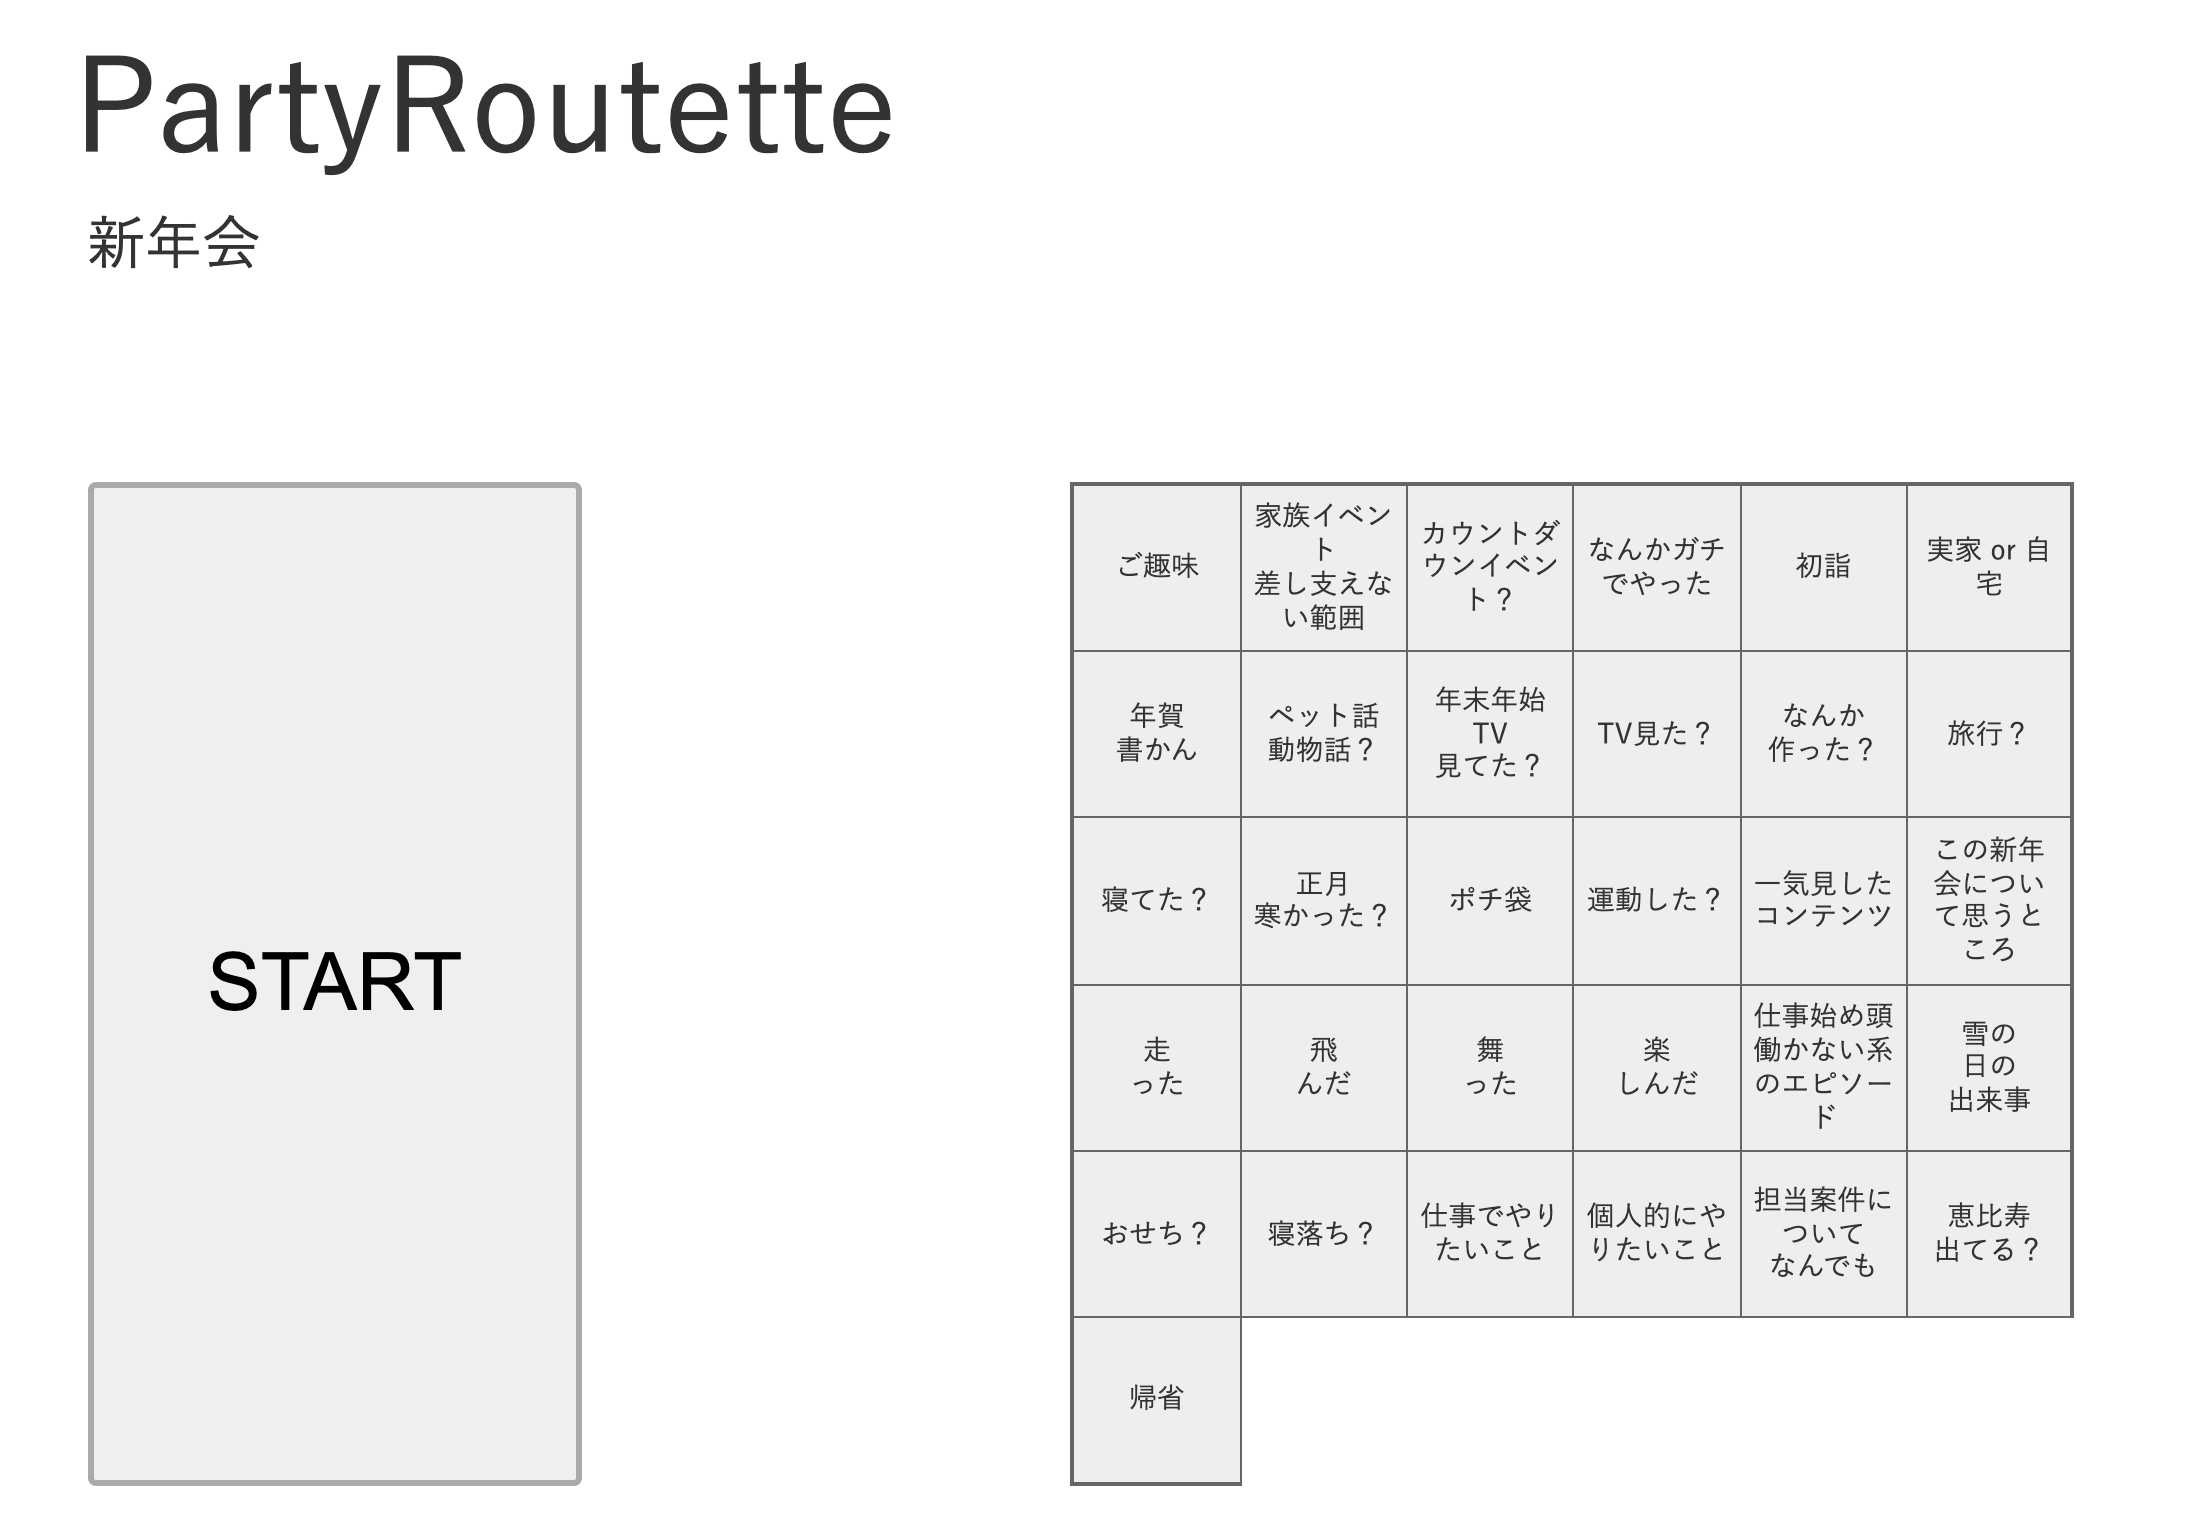 PartyRoutette
新年会
START
ご趣味
家族イベン
ト
差し支えな
い範囲
カウントダ
ウンイベン
ト？
なんかガチ
でやった
初詣
実家 or 自
宅
年賀
書かん
ペット話
動物話？
年末年始
TV
見てた？
TV見た？
なんか
作った？
旅行？
寝てた？
正月
寒かった？
ポチ袋
運動した？
一気見した
コンテンツ
この新年
会につい
て思うと
ころ
走
った
飛
んだ
舞
った
楽
しんだ
仕事始め頭
働かない系
のエピソー
ド
雪の
日の
出来事
おせち？
寝落ち？
仕事でやり
たいこと
個人的にや
りたいこと
担当案件に
ついて
なんでも
恵比寿
出てる？
帰省